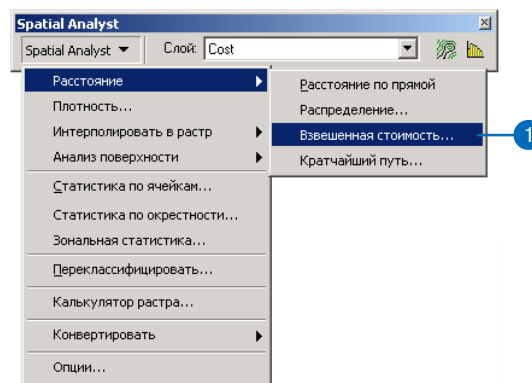 Spatial Analyst
Spatial Analyst Слой: Cost
Расстояние
Плотность...
Интерполировать в растр
Анализ поверхности
Статистика по ячейкам...
Статистика по окрестности...
Зональная статистика...
Переклассифицировать...
Калькулятор растра...
Конвертировать
Опции...
Расстояние по прямой
Распределение...
Взвешенная стоимость...
Кратчайший путь...
1